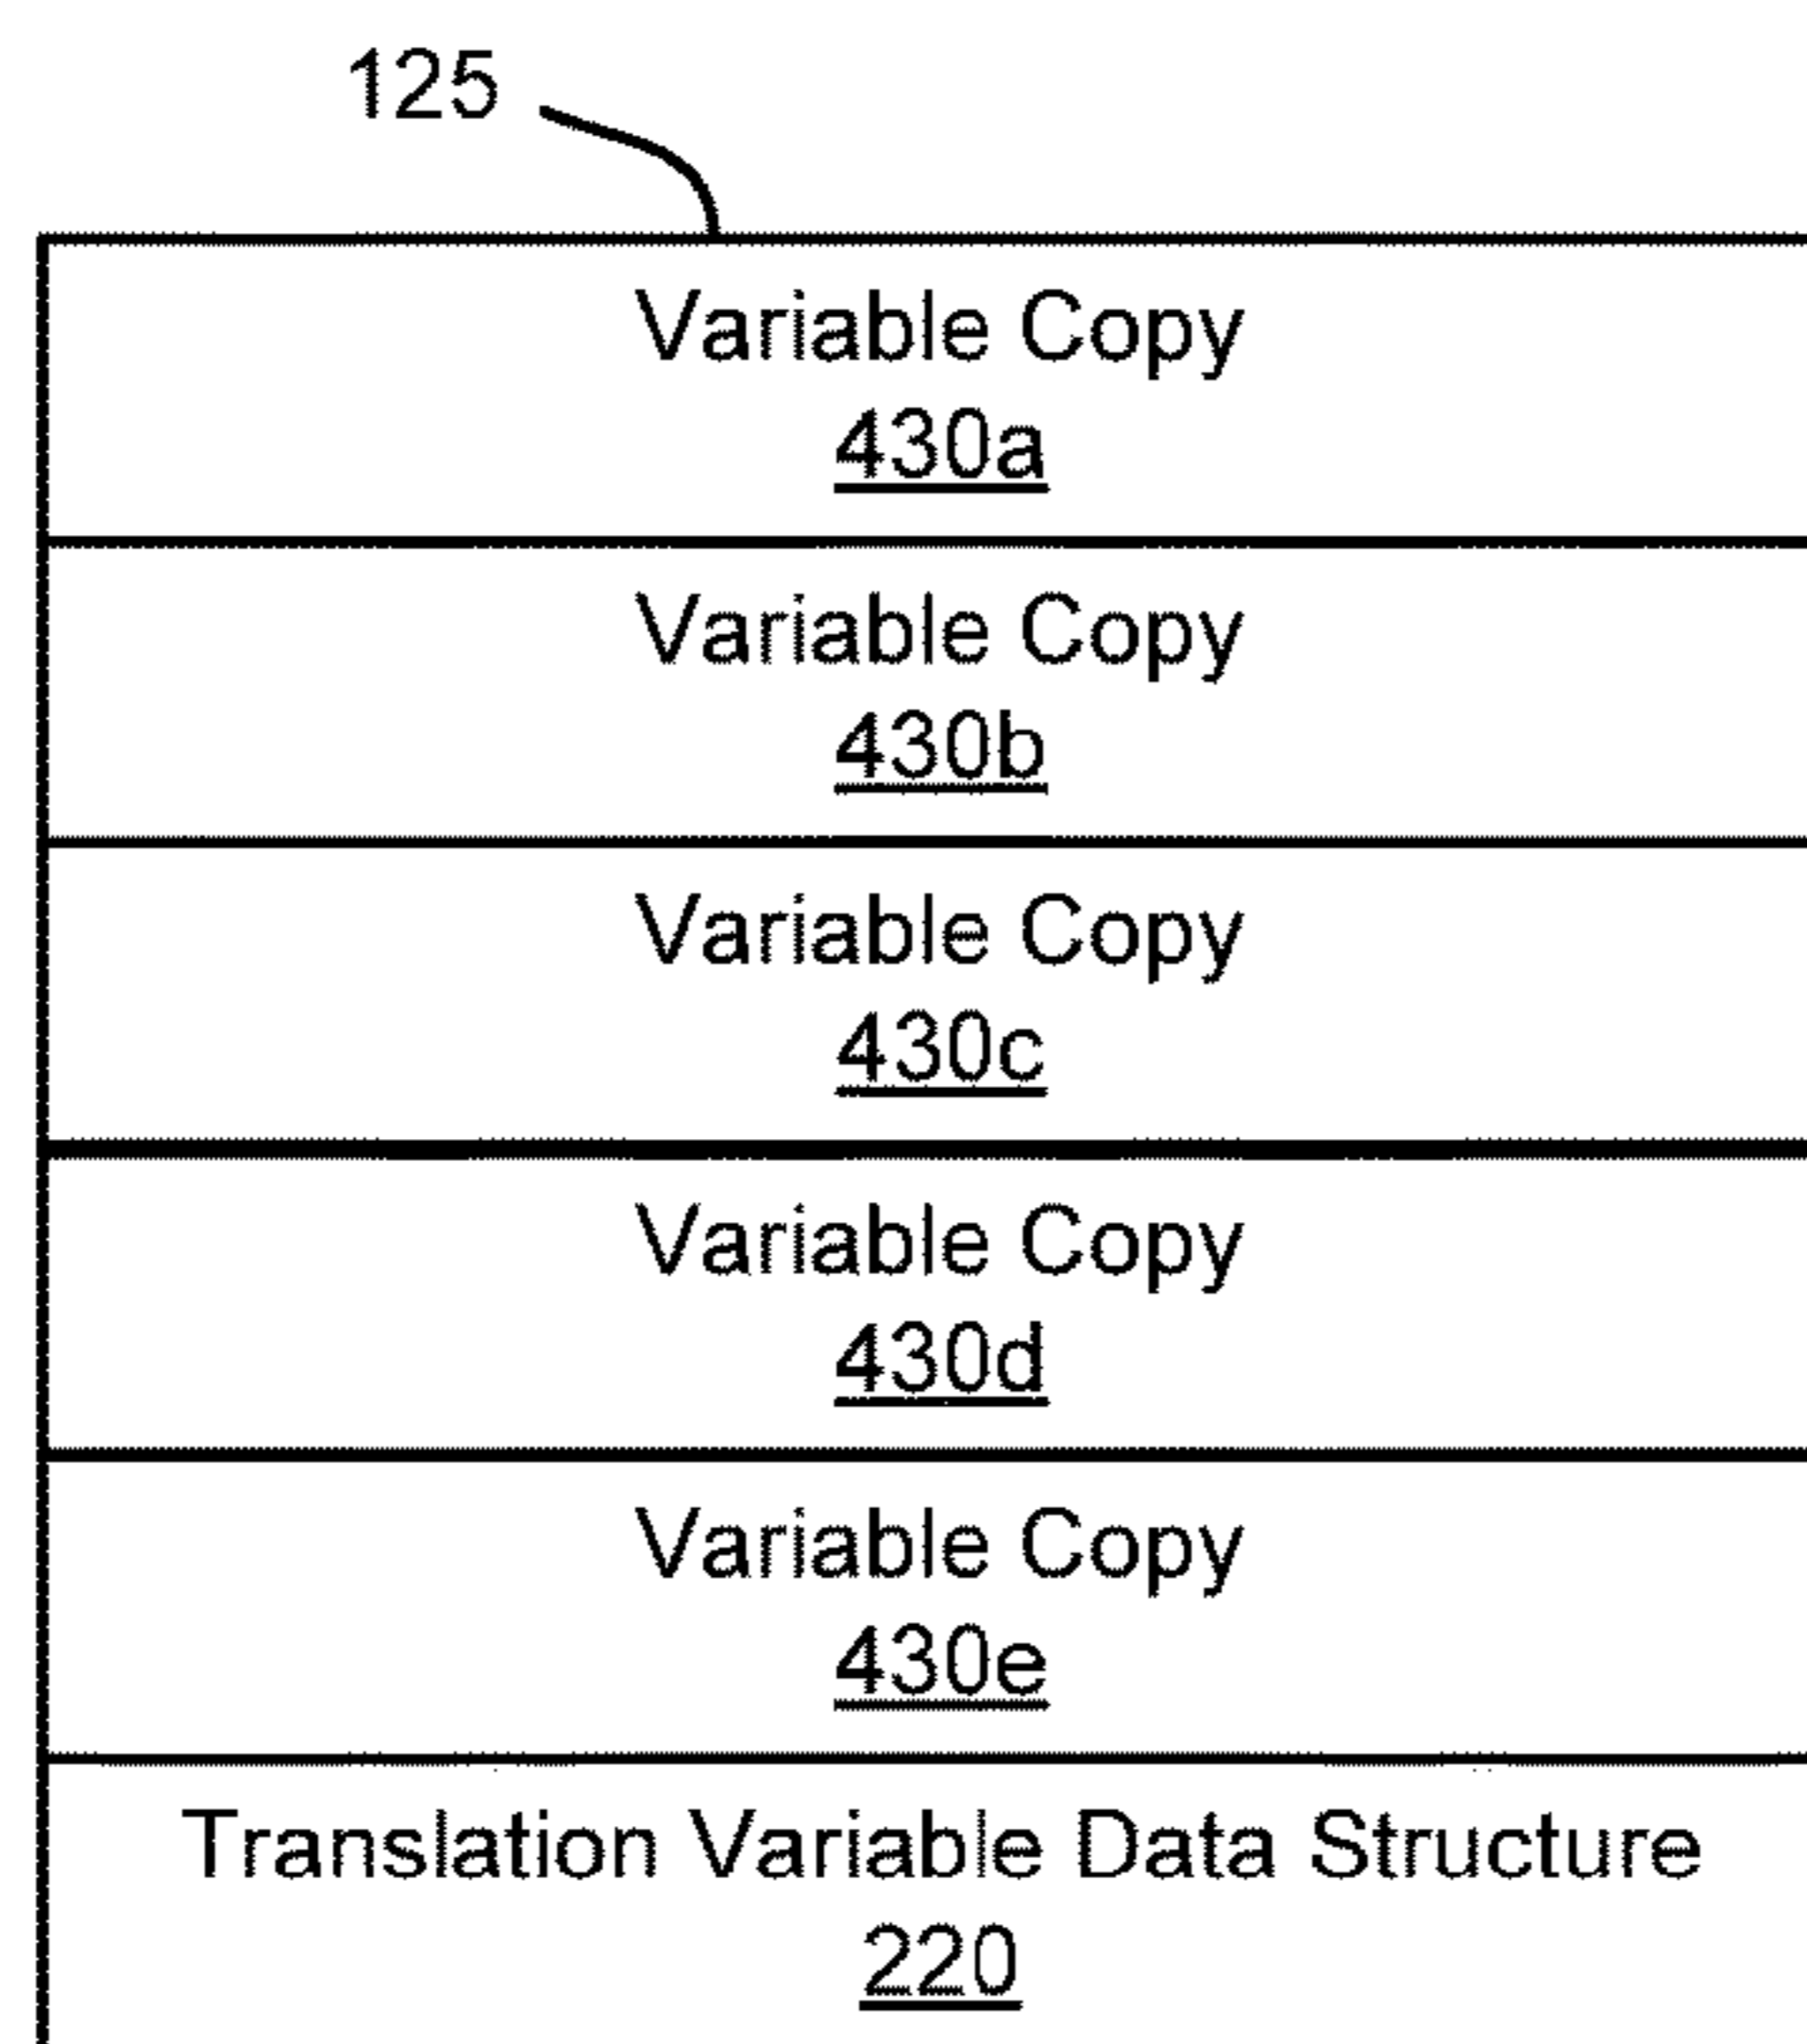 125
Variable Copy
430a
Variable Copy
430b
Variable Copy
430c
Variable Copy
430d
Variable Copy
430e
Translation Variable Data Structure
220